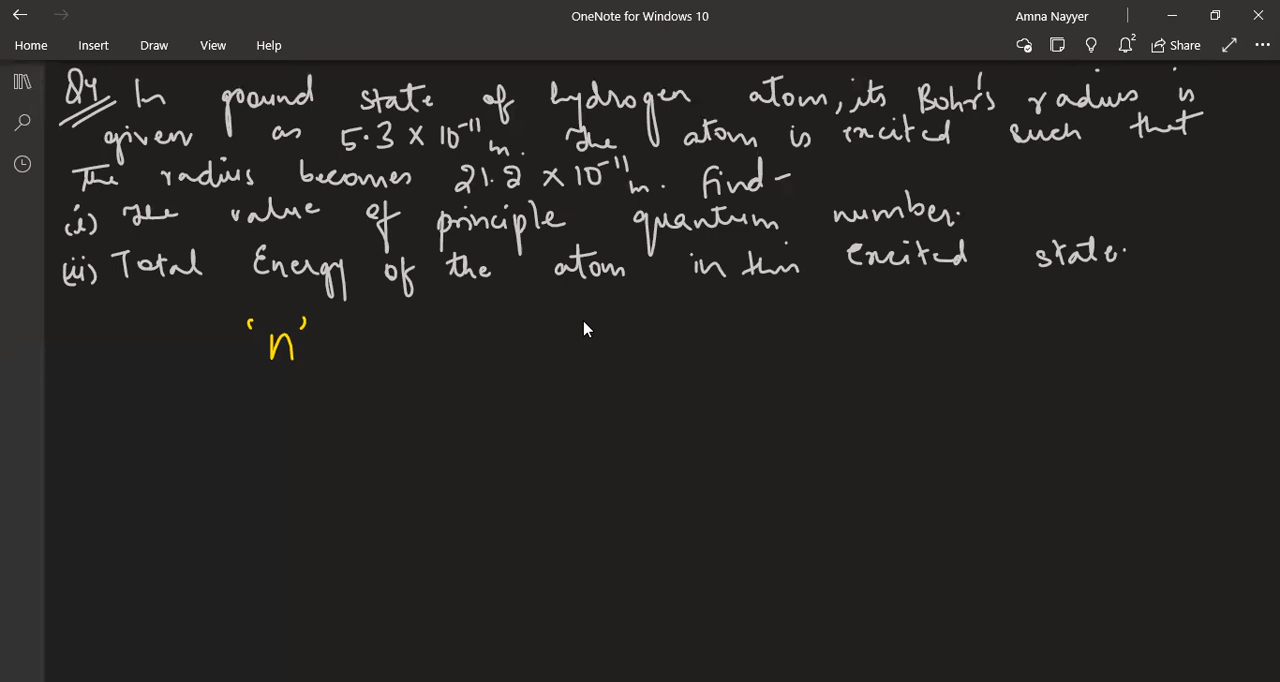 OneNote for Windows 10
Amna Nayyer
Home Insert Draw View Help
2 Share
Q4 In ground state of hydrogen atom, its Bohr's radius is
given as 5.3 × 10⁻¹¹ m. The atom is excited such that
The radius becomes 21.2 × 10⁻¹¹ m. Find -
(i) The value of principle quantum number.
(ii) Total Energy of the atom in this excited state.
'n'